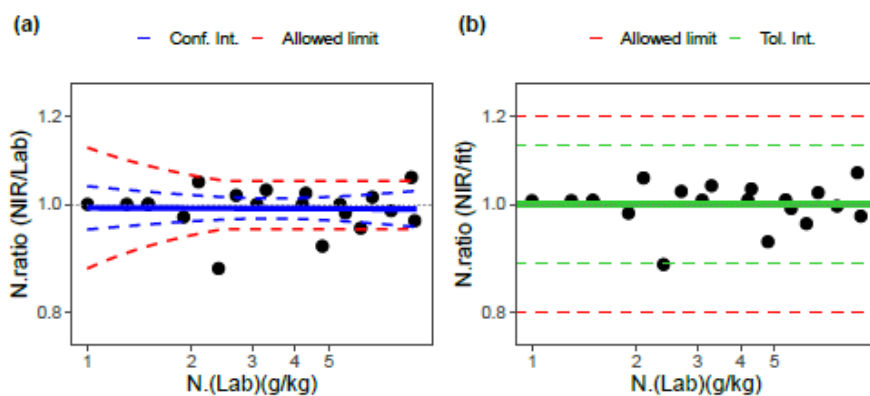 (a)
Conf. Int. Allowed limit
N.ratio (NIR/Lab)
1.2
1.0
0.8
1 2 3 4 5
N.(Lab)(g/kg)
(b)
Allowed limit Tol. Int.
N.ratio (NIR/fit)
1.2
1.0
0.8
1 2 3 4 5
N.(Lab)(g/kg)